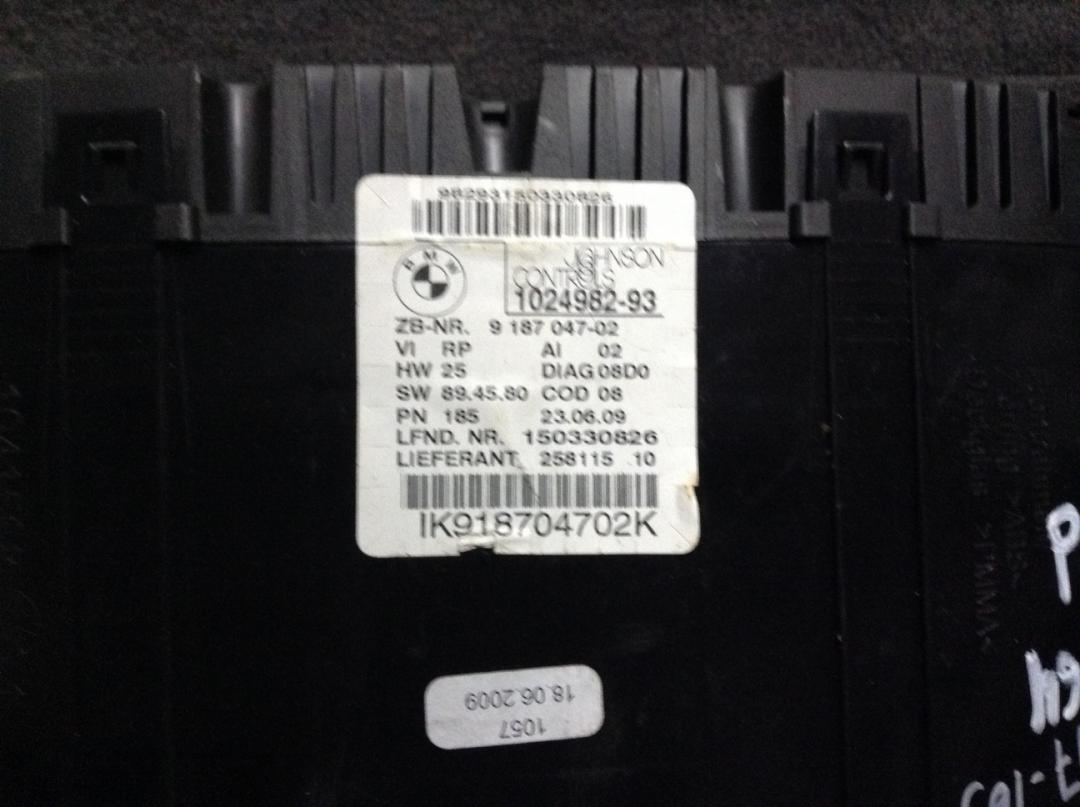 98293150330826
BMW
JOHNSON
CONTROLS
1024982-93
ZB-NR. 9 187 047-02
VI RP AI 02
HW 25 DIAG 08D0
SW 89.45.80 COD 08
PN 185 23.06.09
LFND. NR. 150330826
LIEFERANT 258115 .10
IK918704702K
1057
18.06.2009